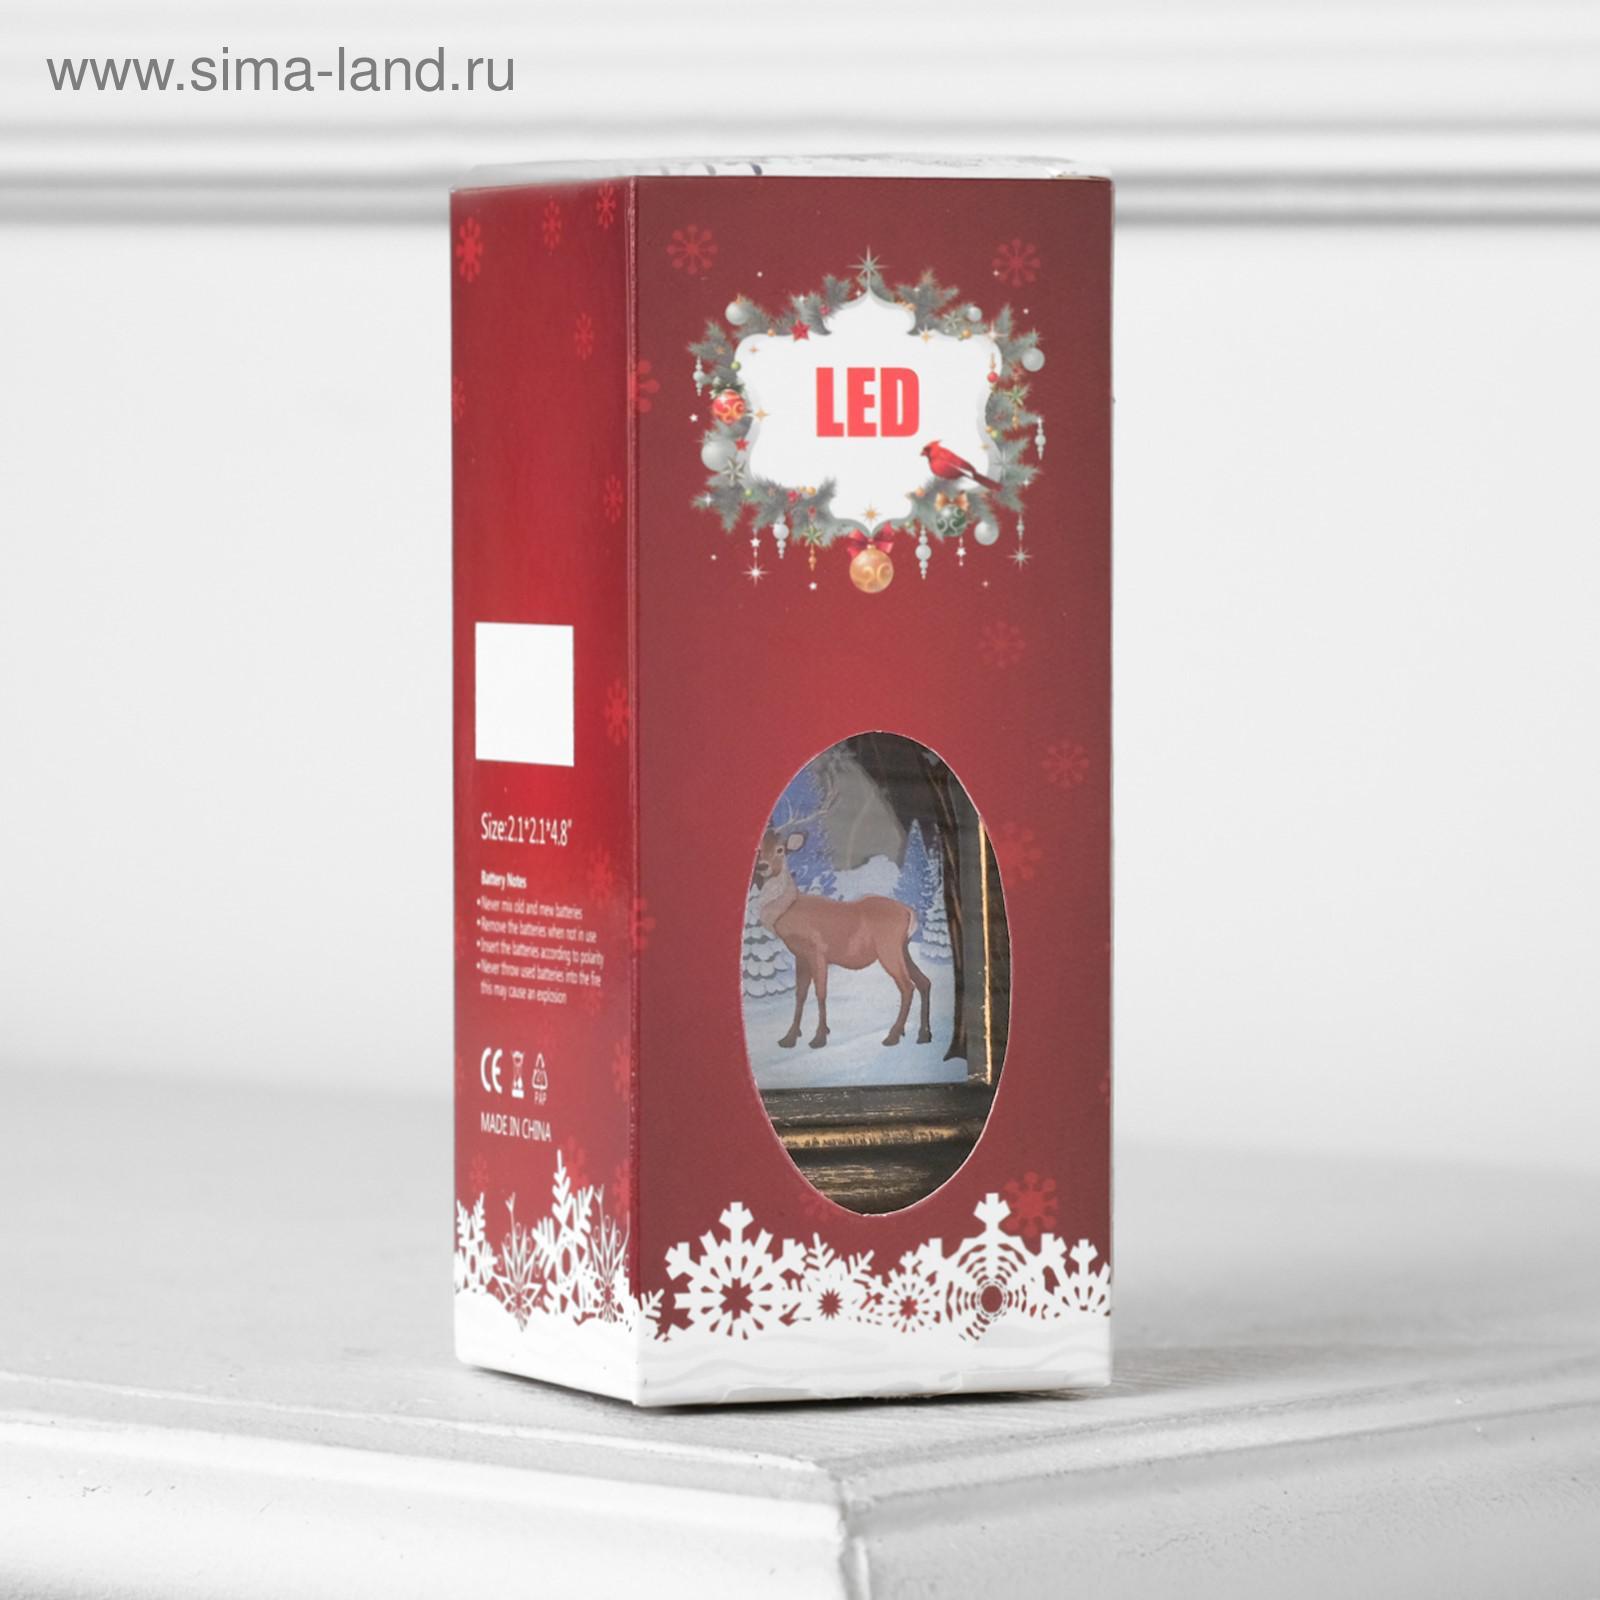 www.sima-land.ru
LED
Size:2.1*2.1*4.8"
Battery Notes
•Never mix old and mew batteries
•Remove the batteries when not in use
•Insert the batteries according to polarity
•Never throw used batteries into the fire
this may cause an explosion
CE
PAP
MADE IN CHINA